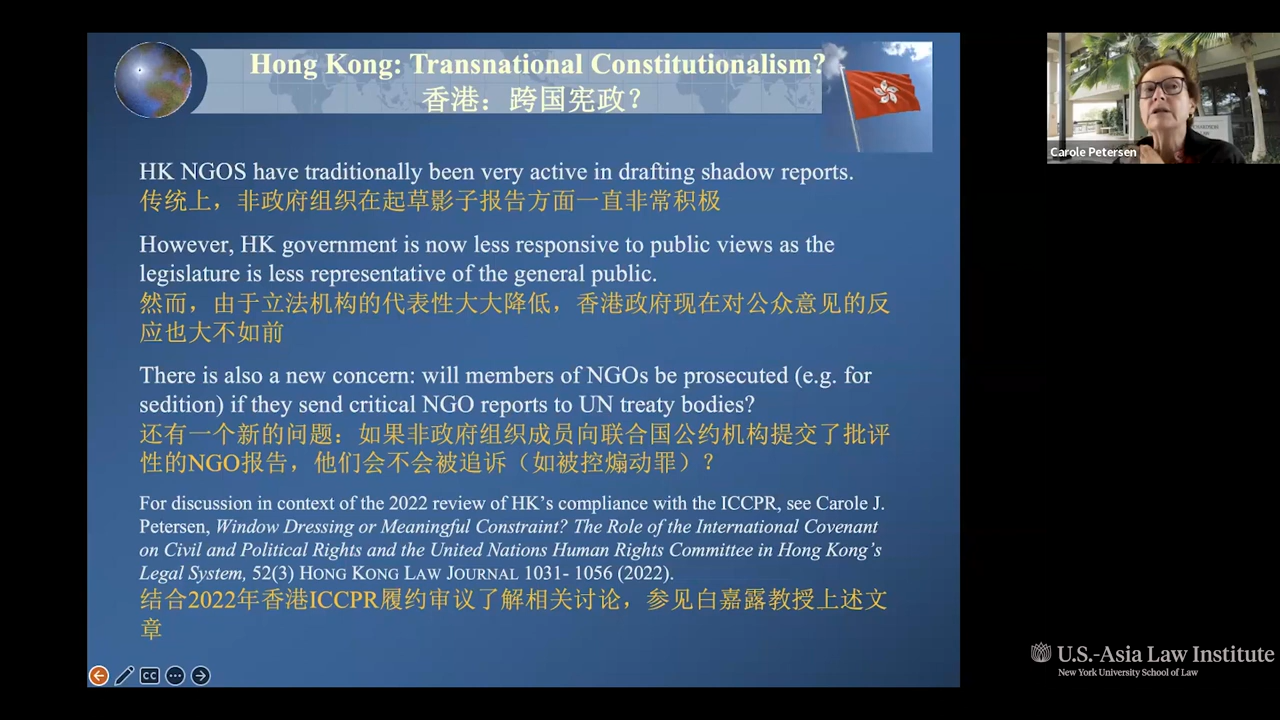 Hong Kong: Transnational Constitutionalism?
香港：跨国宪政？
HK NGOS have traditionally been very active in drafting shadow reports.
传统上，非政府组织在起草影子报告方面一直非常积极
However, HK government is now less responsive to public views as the
legislature is less representative of the general public.
然而，由于立法机构的代表性大大降低，香港政府现在对公众意见的反
应也大不如前
There is also a new concern: will members of NGOs be prosecuted (e.g. for
sedition) if they send critical NGO reports to UN treaty bodies?
还有一个新的问题：如果非政府组织成员向联合国公约机构提交了批评
性的NGO报告，他们会不会被追诉（如被控煽动罪）？
For discussion in context of the 2022 review of HK's compliance with the ICCPR, see Carole J.
Petersen, Window Dressing or Meaningful Constraint? The Role of the International Covenant
on Civil and Political Rights and the United Nations Human Rights Committee in Hong Kong's
Legal System, 52(3) HONG KONG LAW JOURNAL 1031- 1056 (2022).
结合2022年香港ICCPR履约审议了解相关讨论，参见白嘉露教授上述文
章
CC
Carole Petersen
U.S.-Asia Law Institute
New York University School of Law